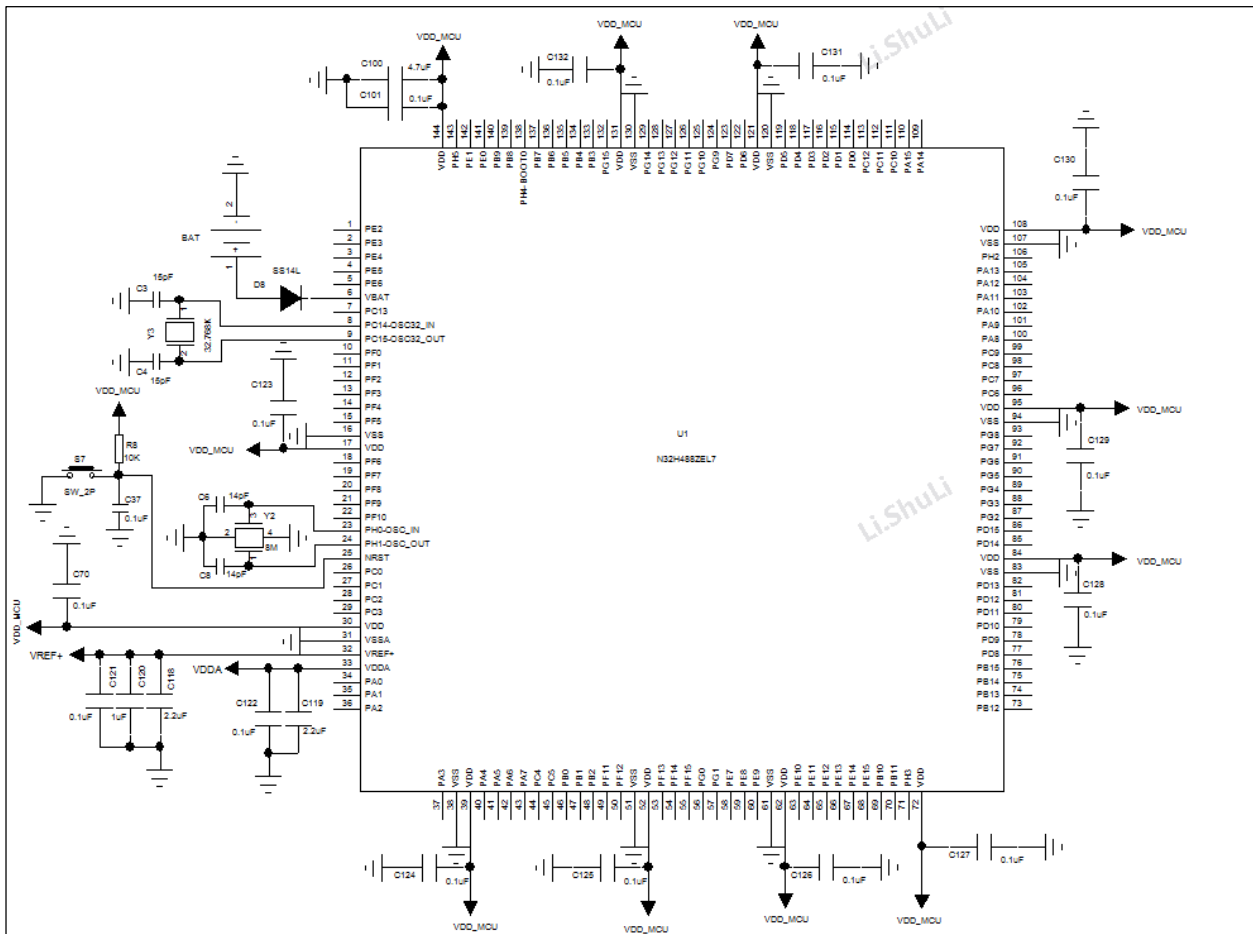 VDD_MCU
VDD_MCU
VDD_MCU
Li.ShuLi
C100
4.7uF
C101
0.1uF
C132
0.1uF
C131
0.1uF
144
143
142
141
140
139
138
137
136
135
134
133
132
131
130
129
128
127
126
125
124
123
122
121
120
119
118
117
116
115
114
113
112
111
110
109
VDD
PH5
PE1
PE0
PB9
PB8
PH4-BOOT0
PB7
PB6
PB5
PB4
PB3
PG15
VDD
VSS
PG14
PG13
PG12
PG11
PG10
PG9
PD7
PD6
VDD
VSS
PD5
PD4
PD3
PD2
PD1
PD0
PC12
PC11
PC10
PA15
PA14
C130
0.1uF
VDD_MCU
2
-
BAT
+
1
SS14L
D8
C3
15pF
1
Y3
32.768K
2
C4
15pF
VDD_MCU
R8
10K
S7
SW_2P
C37
0.1uF
C123
0.1uF
VDD_MCU
C6
14pF
3
Y2
2
4
8M
1
C8
14pF
C70
0.1uF
VDD_MCU
VREF+
C121
C120
C118
0.1uF
1uF
2.2uF
VDDA
C122
C119
0.1uF
2.2uF
1 PE2
2 PE3
3 PE4
4 PE5
5 PE6
6 VBAT
7 PC13
8 PC14-OSC32_IN
9 PC15-OSC32_OUT
10 PF0
11 PF1
12 PF2
13 PF3
14 PF4
15 PF5
16 VSS
17 VDD
18 PF6
19 PF7
20 PF8
21 PF9
22 PF10
23 PH0-OSC_IN
24 PH1-OSC_OUT
25 NRST
26 PC0
27 PC1
28 PC2
29 PC3
30 VDD
31 VSSA
32 VREF+
33 VDDA
34 PA0
35 PA1
36 PA2
U1
N32H488ZEL7
Li.ShuLi
VDD 108
VSS 107
PH2 106
PA13 105
PA12 104
PA11 103
PA10 102
PA9 101
PA8 100
PC9 99
PC8 98
PC7 97
PC6 96
VDD 95
VSS 94
PG8 93
PG7 92
PG6 91
PG5 90
PG4 89
PG3 88
PG2 87
PD15 86
PD14 85
VDD 84
VSS 83
PD13 82
PD12 81
PD11 80
PD10 79
PD9 78
PD8 77
PB15 76
PB14 75
PB13 74
PB12 73
VDD_MCU
C129
0.1uF
VDD_MCU
C128
0.1uF
PA3
VSS
VDD
PA4
PA5
PA6
PA7
PC4
PC5
PB0
PB1
PB2
PF11
PF12
VSS
VDD
PF13
PF14
PF15
PG0
PG1
PE7
PE8
PE9
VSS
VDD
PE10
PE11
PE12
PE13
PE14
PE15
PB10
PB11
PH3
VDD
37
38
39
40
41
42
43
44
45
46
47
48
49
50
51
52
53
54
55
56
57
58
59
60
61
62
63
64
65
66
67
68
69
70
71
72
C124
0.1uF
C125
0.1uF
C126
0.1uF
C127
0.1uF
VDD_MCU
VDD_MCU
VDD_MCU
VDD_MCU